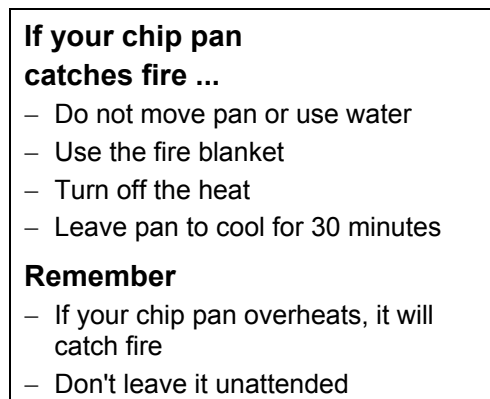 If your chip pan
catches fire ...
– Do not move pan or use water
– Use the fire blanket
– Turn off the heat
– Leave pan to cool for 30 minutes
Remember
– If your chip pan overheats, it will
catch fire
– Don't leave it unattended